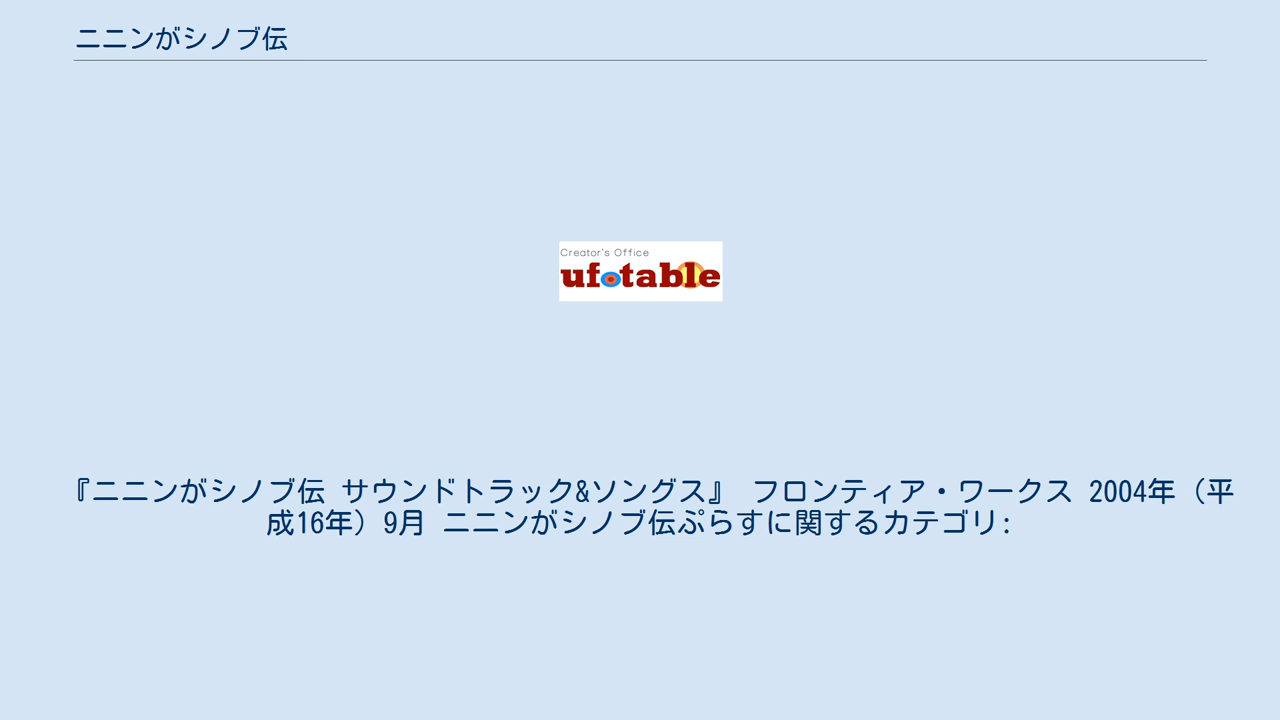 ニニンがシノブ伝
Creator's Office
ufotable
『ニニンがシノブ伝 サウンドトラック&ソングス』 フロンティア・ワークス 2004年（平
成16年）9月 ニニンがシノブ伝ぷらすに関するカテゴリ: